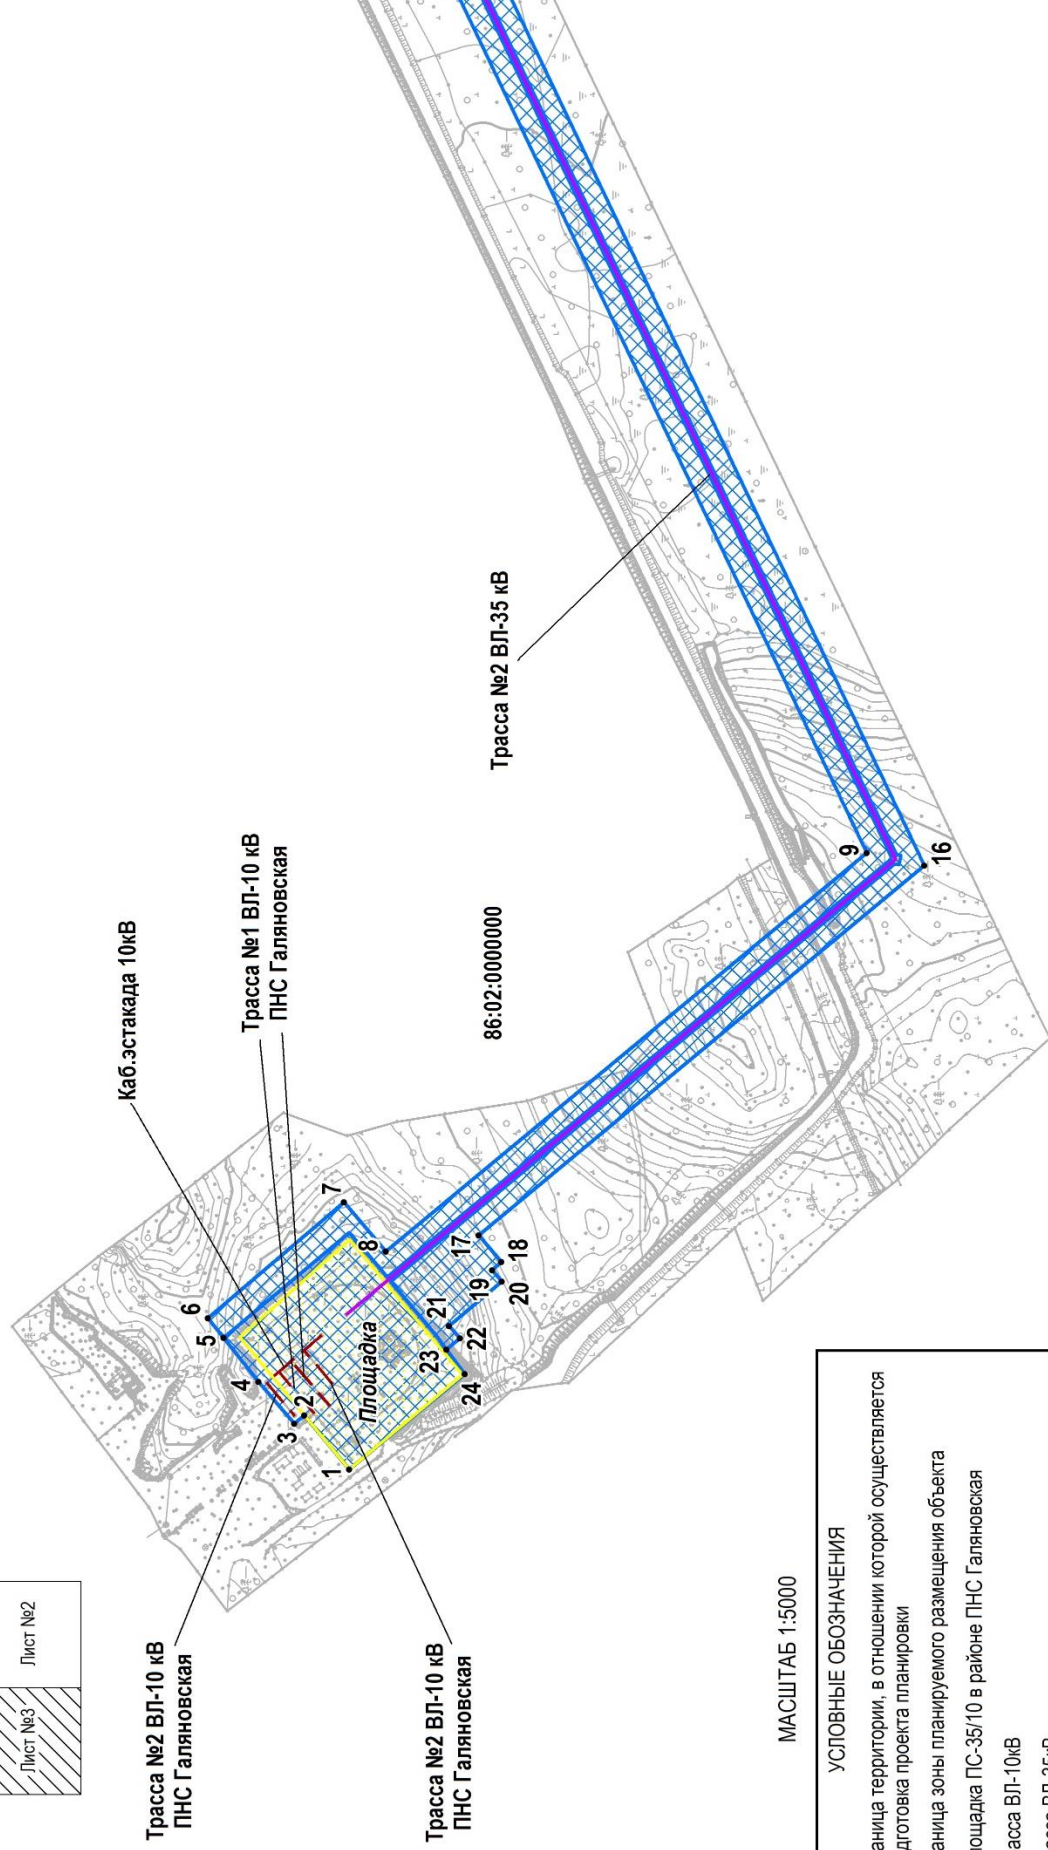 Лист №3
Лист №2
Трасса №2 ВЛ-10 кВ
ПНС Галяновская
Каб.эстакада 10кВ
Трасса №1 ВЛ-10 кВ
ПНС Галяновская
Трасса №2 ВЛ-10 кВ
ПНС Галяновская
86:02:0000000
Трасса №2 ВЛ-35 кВ
Площадка
1
2
3
4
5
6
7
8
9
16
17
18
19
20
21
22
23
24
МАСШТАБ 1:5000
УСЛОВНЫЕ ОБОЗНАЧЕНИЯ
аница территории, в отношении которой осуществляется
дготовка проекта планировки
аница зоны планируемого размещения объекта
ощадка ПС-35/10 в районе ПНС Галяновская
асса ВЛ-10кВ